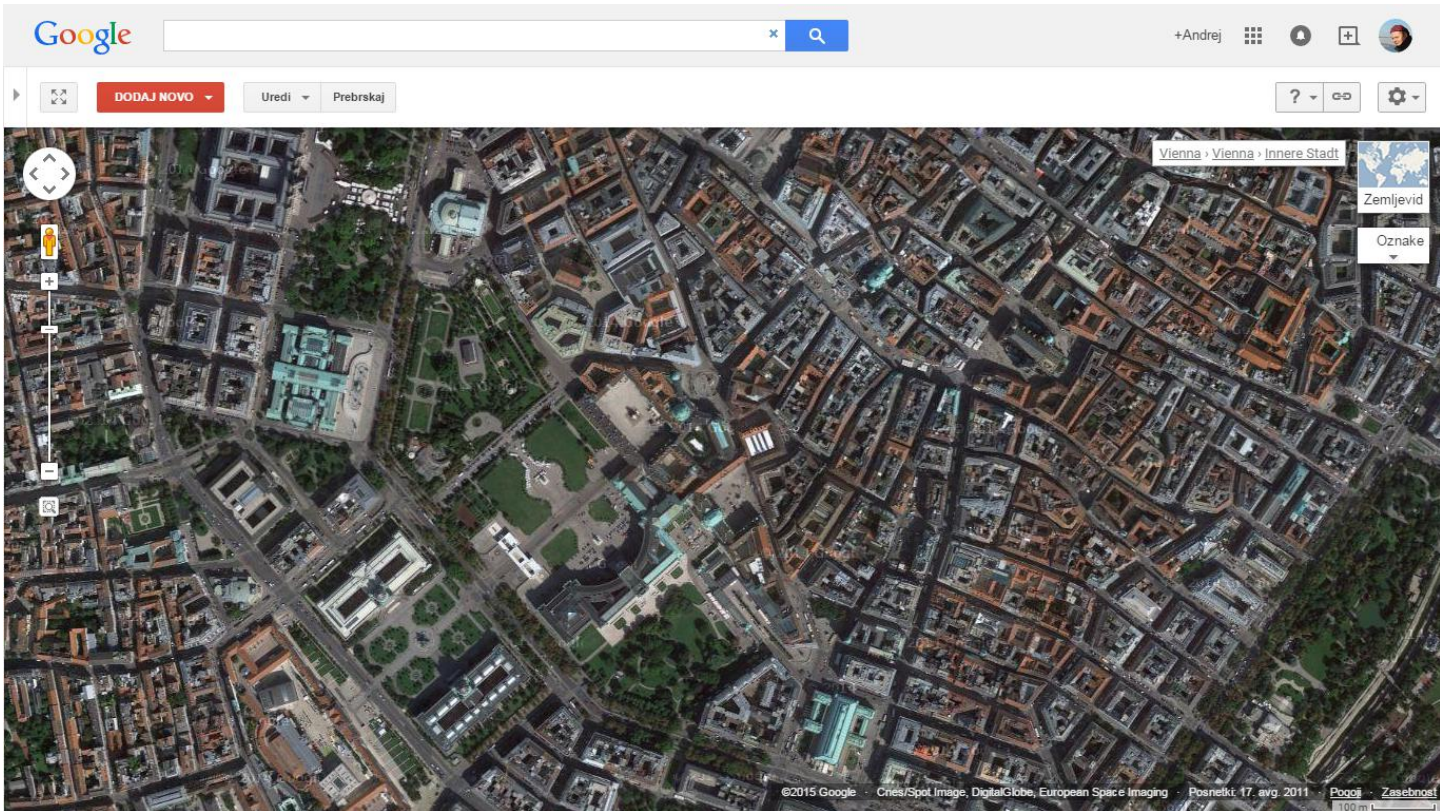 Google
+Andrej
DODAJ NOVO
Uredi
Prebrskaj
?
Vienna › Vienna › Innere Stadt
Zemljevid
Oznake
©2015 Google · Cnes/Spot Image, DigitalGlobe, European Space Imaging · Posnetki: 17. avg. 2011 · Pogoji · Zasebnost
100 m